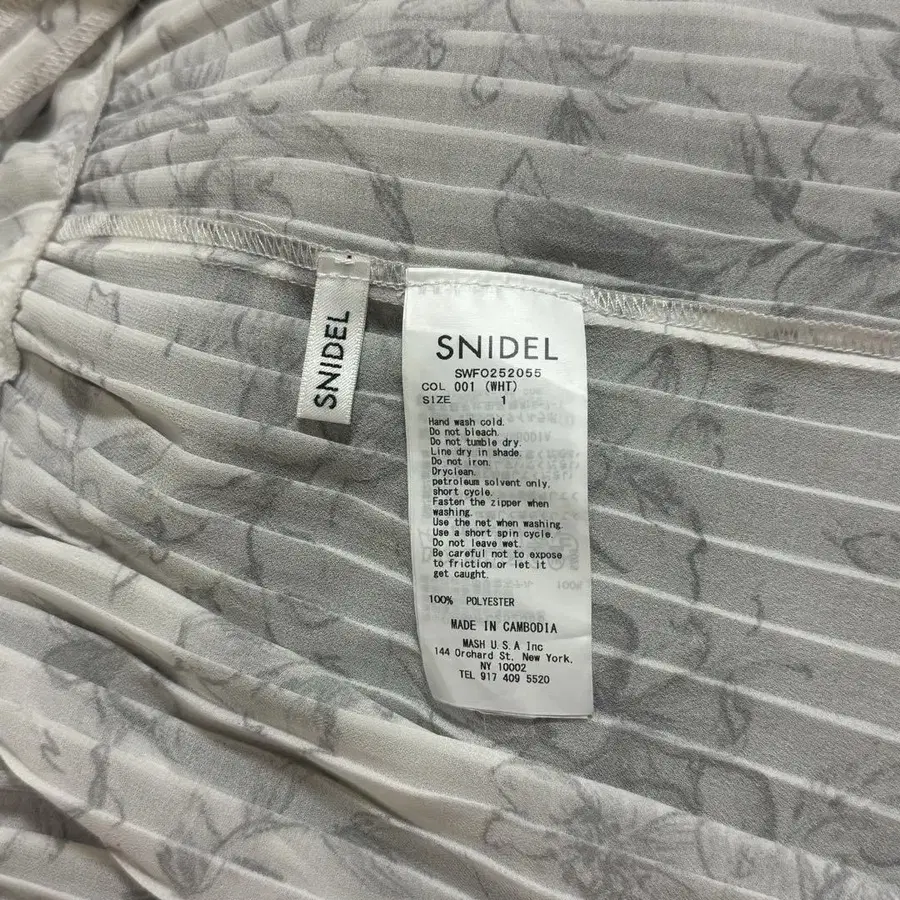 SNIDEL
SNIDEL
SWFO252055
COL 001 (WHT)
SIZE 1
Hand wash cold.
Do not bleach.
Do not tumble dry.
Line dry in shade.
Do not iron.
Dryclean.
petroleum solvent only,
short cycle.
Fasten the zipper when
washing.
Use the net when washing.
Use a short spin cycle.
Do not leave wet.
Be careful not to expose
to friction or let it
get caught.
100% POLYESTER
MADE IN CAMBODIA
MASH U.S.A Inc
144 Orchard St, New York,
NY 10002
TEL 917 409 5520